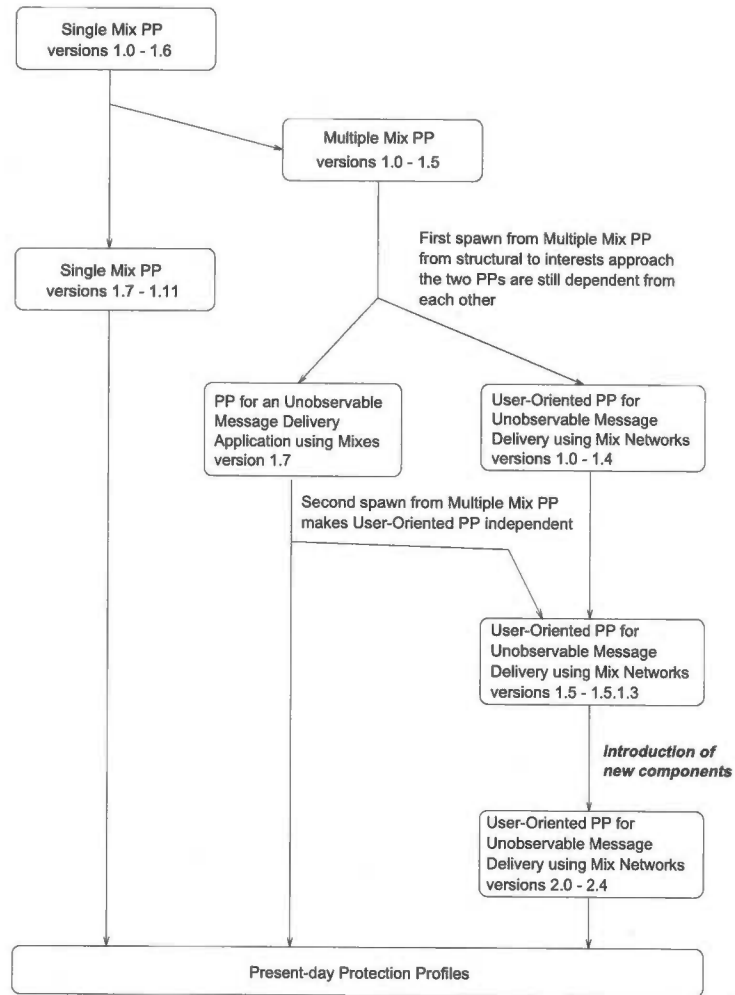 Single Mix PP
versions 1.0 - 1.6
Multiple Mix PP
versions 1.0 - 1.5
First spawn from Multiple Mix PP
from structural to interests approach
the two PPs are still dependent from
each other
Single Mix PP
versions 1.7 - 1.11
PP for an Unobservable
Message Delivery
Application using Mixes
version 1.7
User-Oriented PP for
Unobservable Message
Delivery using Mix Networks
versions 1.0 - 1.4
Second spawn from Multiple Mix PP
makes User-Oriented PP independent
User-Oriented PP for
Unobservable Message
Delivery using Mix Networks
versions 1.5 - 1.5.1.3
Introduction of
new components
User-Oriented PP for
Unobservable Message
Delivery using Mix Networks
versions 2.0 - 2.4
Present-day Protection Profiles